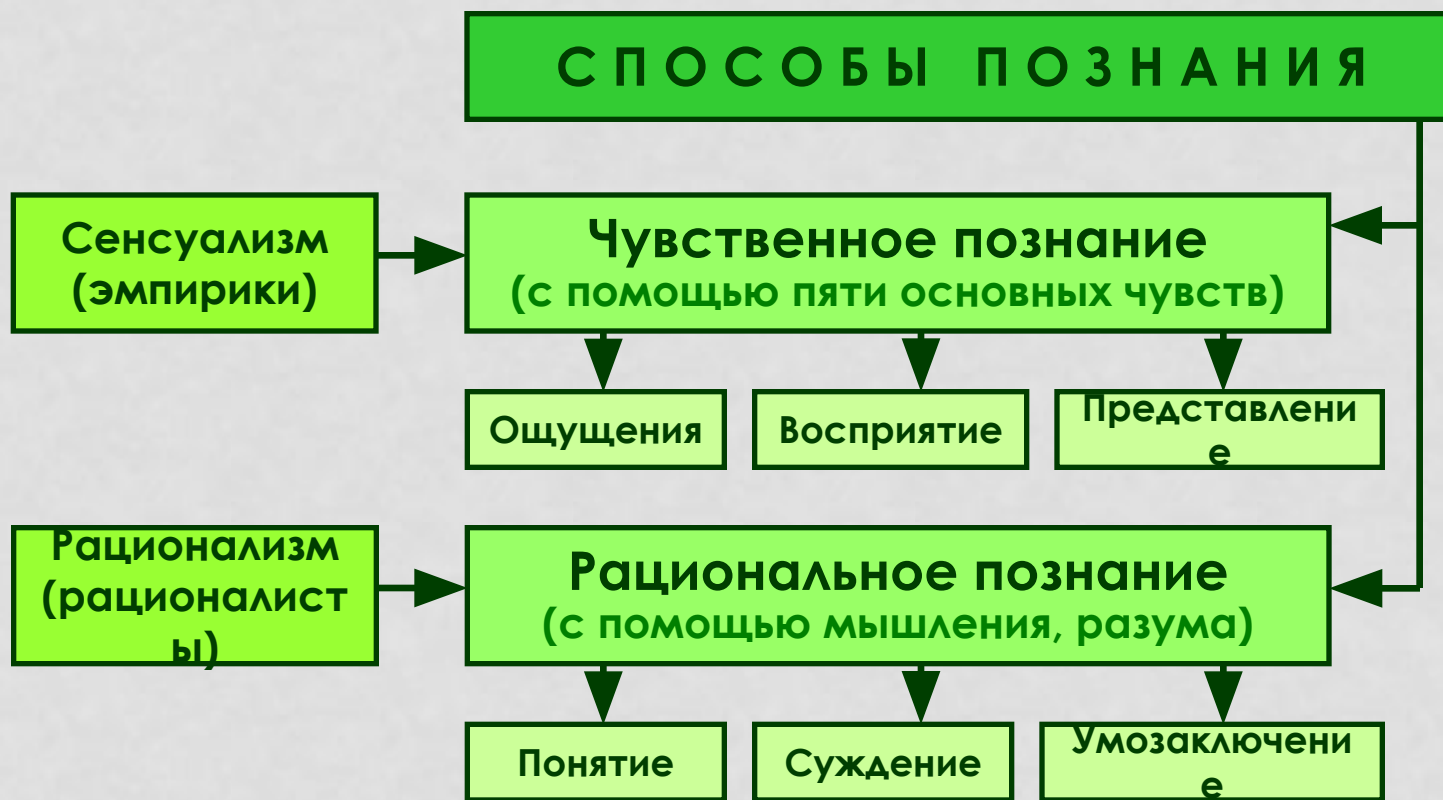 СПОСОБЫ ПОЗНАНИЯ
Сенсуализм
(эмпирики)
Чувственное познание
(с помощью пяти основных чувств)
Ощущения
Восприятие
Представлени
е
Рационализм
(рационалист
ы)
Рациональное познание
(с помощью мышления, разума)
Понятие
Суждение
Умозаключени
е